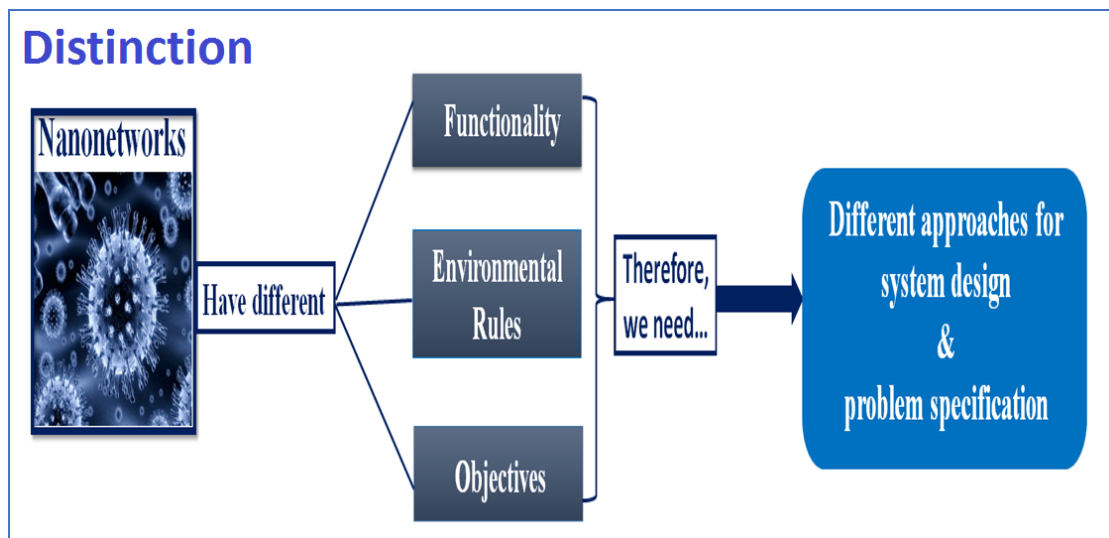 Distinction
Nanonetworks
Have different
Functionality
Environmental
Rules
Objectives
Therefore,
we need...
Different approaches for
system design
&
problem specification